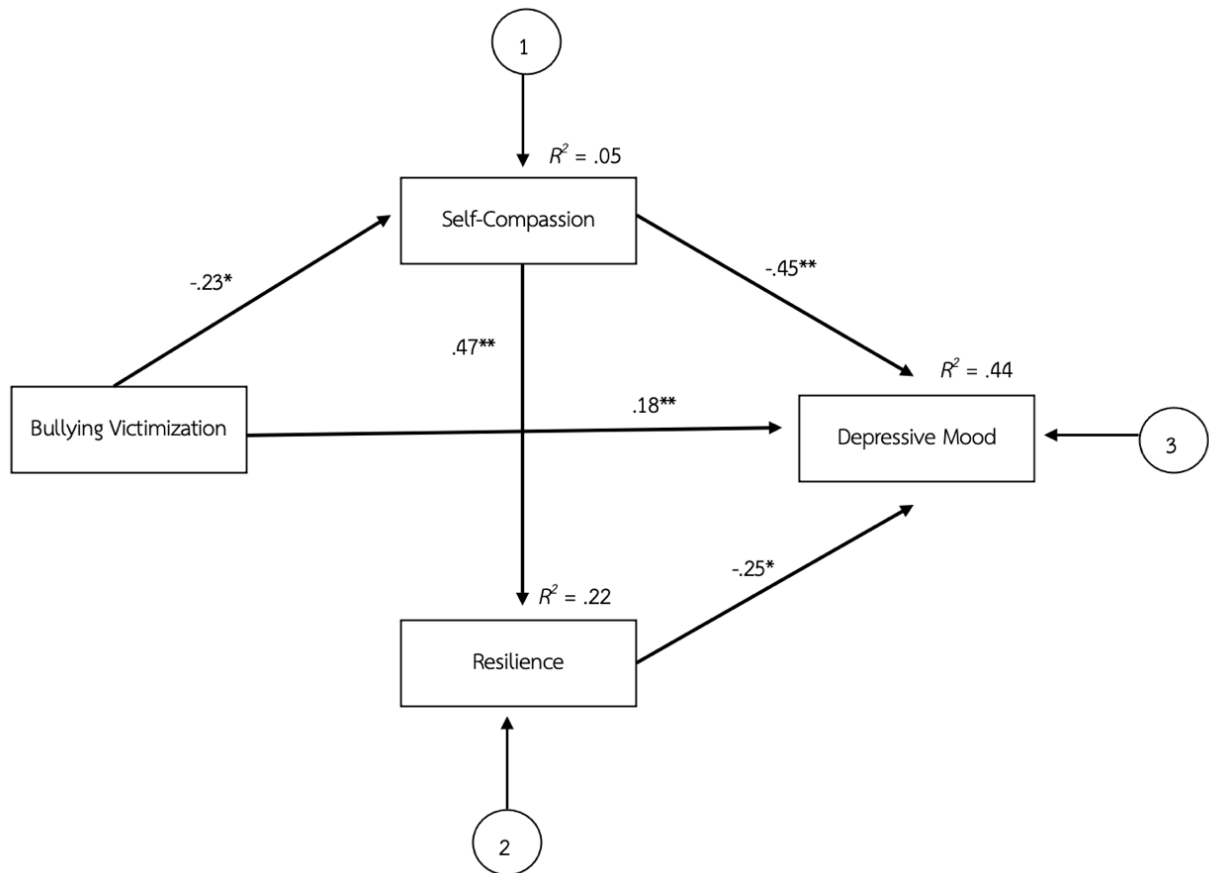 1
R² = .05
Self-Compassion
-.23*
-.45**
.47**
R² = .44
.18**
Bullying Victimization
Depressive Mood
3
-.25*
R² = .22
Resilience
2